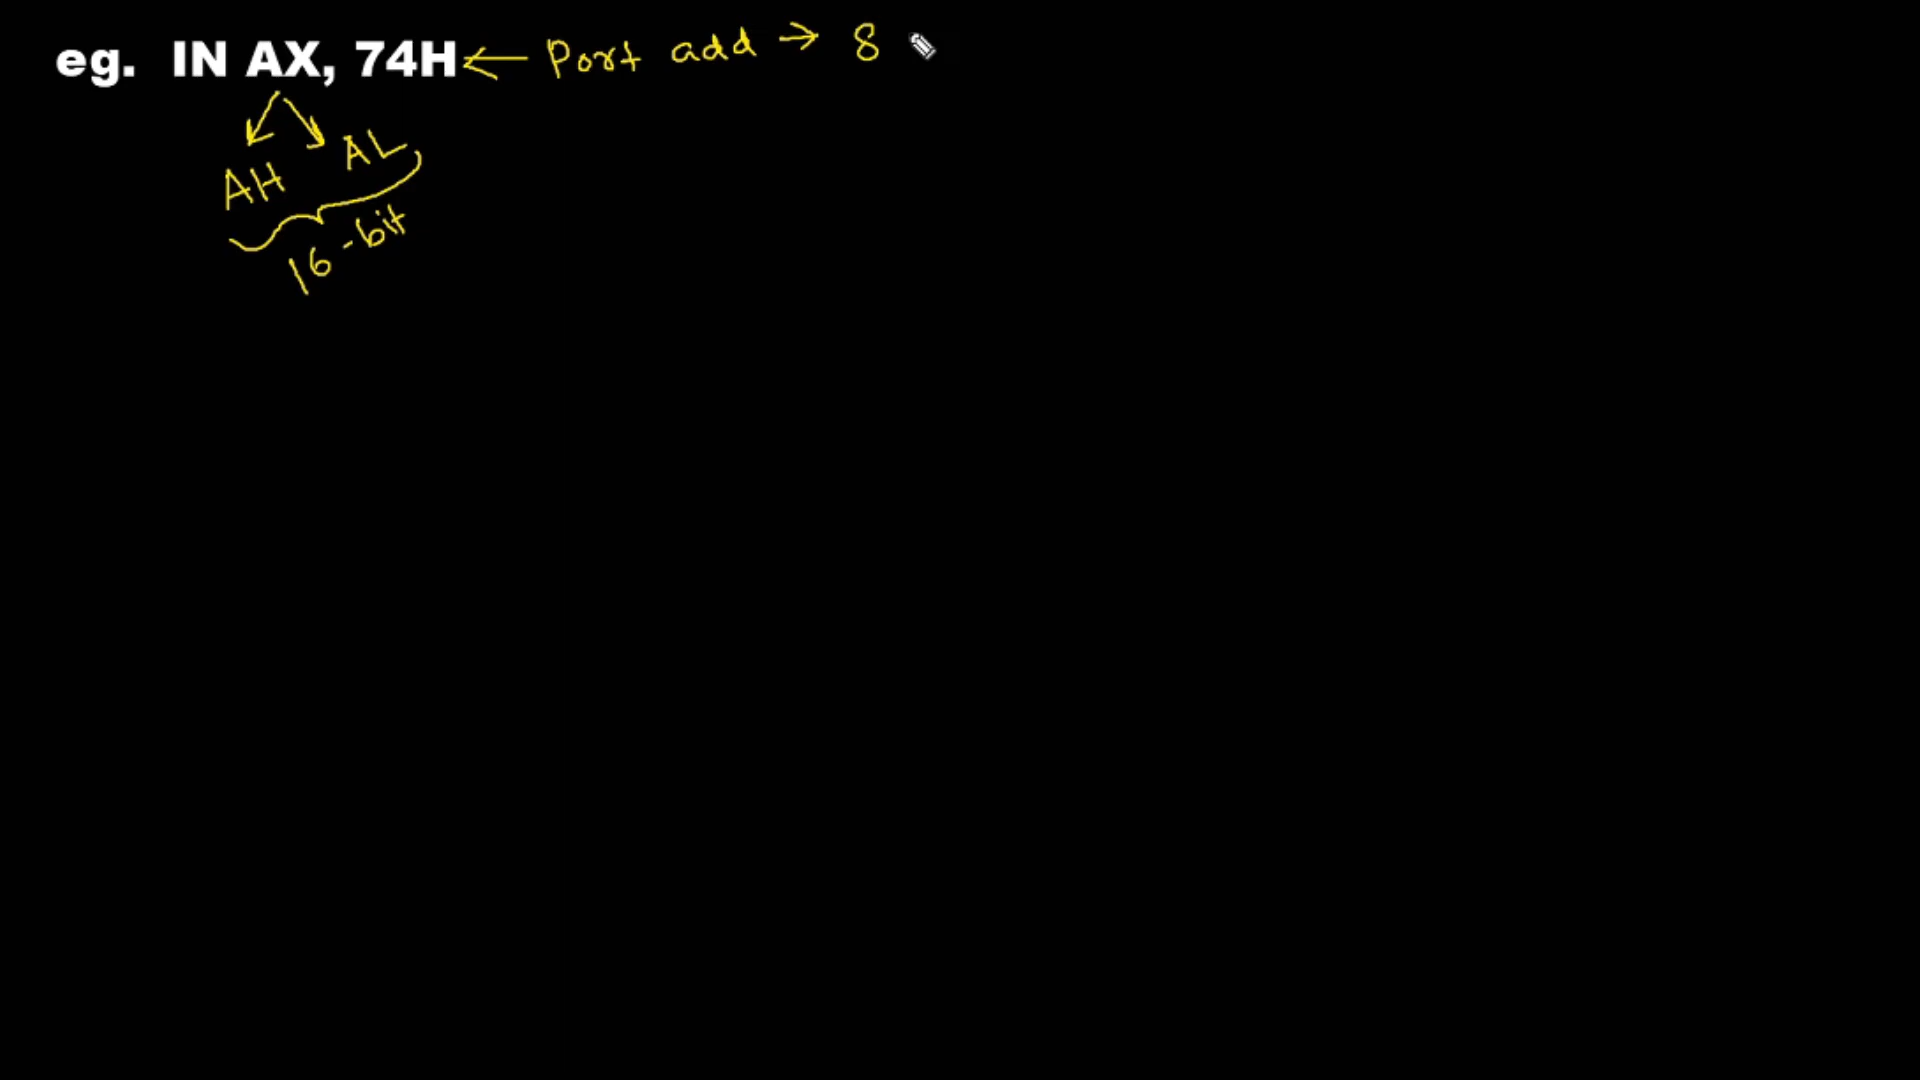 eg. IN AX, 74H ← Port add → 8
AH AL
16-bit